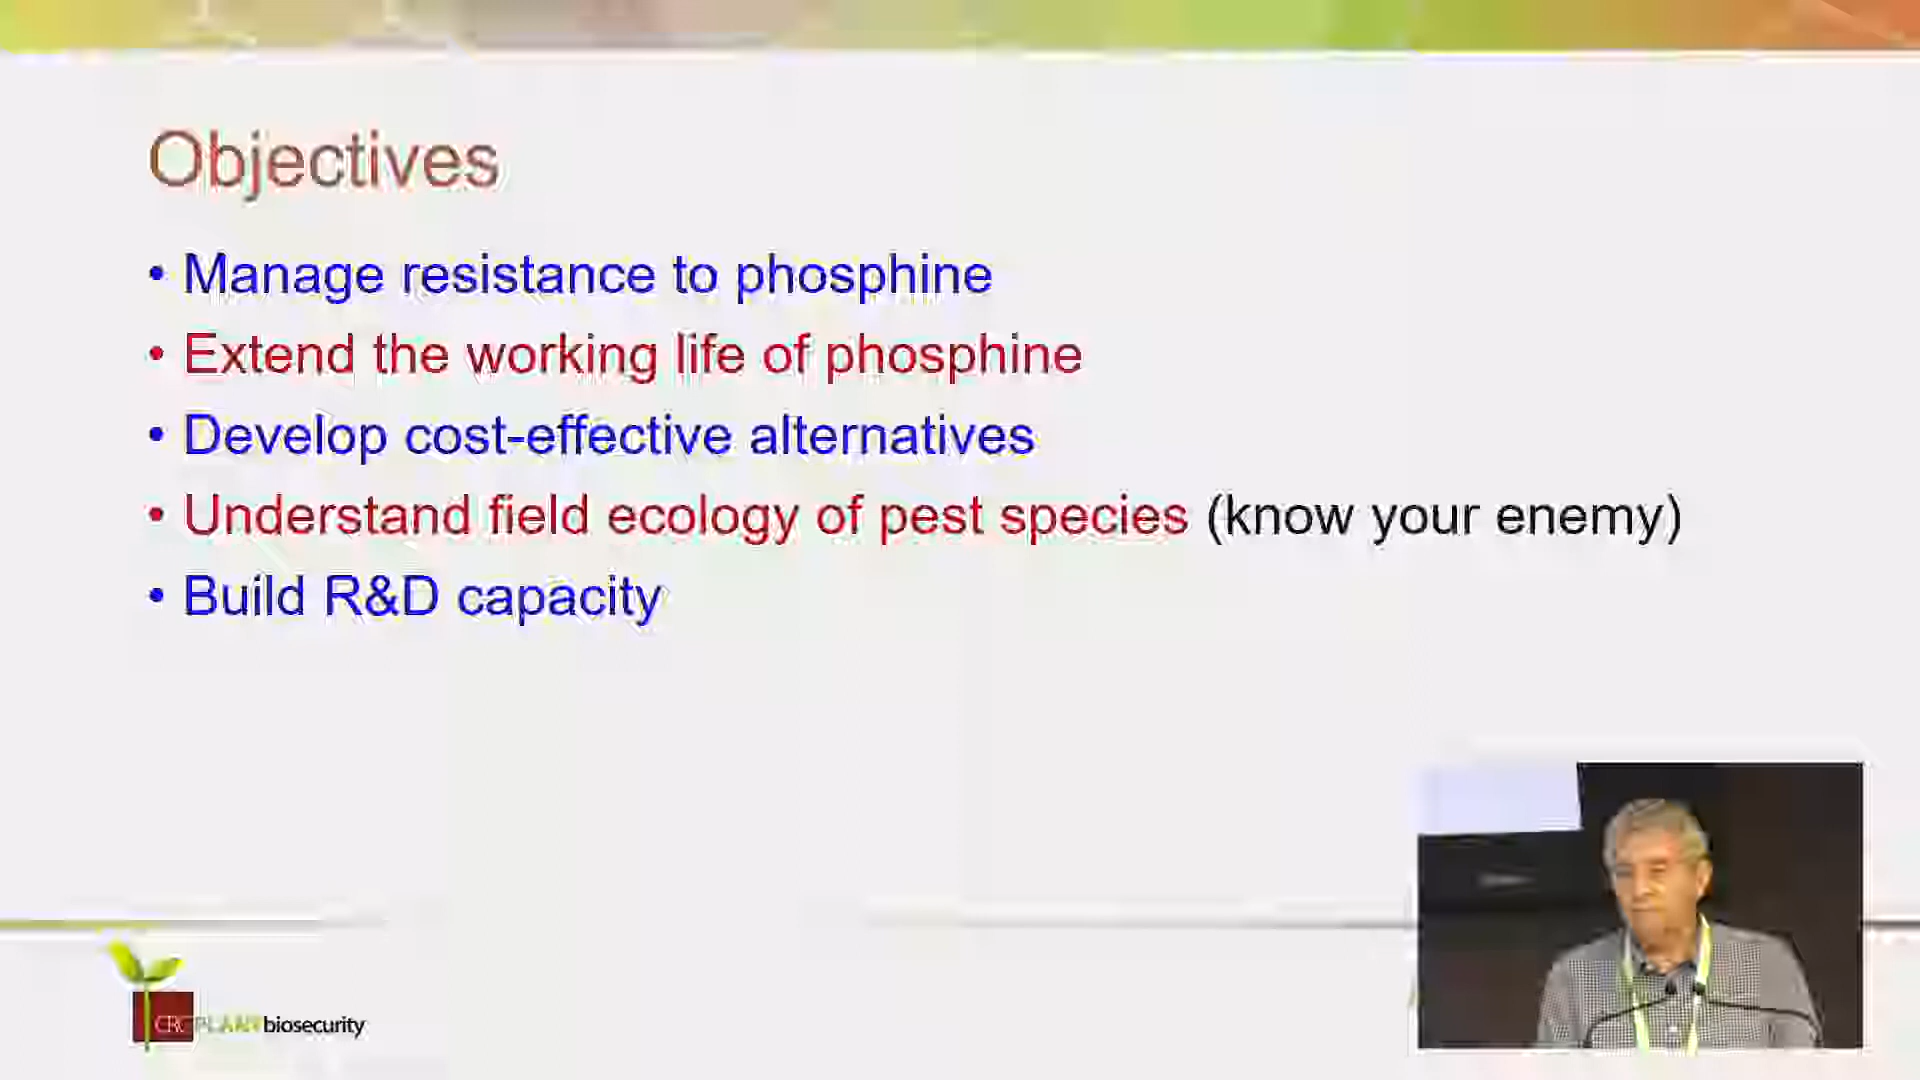 Objectives
• Manage resistance to phosphine
• Extend the working life of phosphine
• Develop cost-effective alternatives
• Understand field ecology of pest species (know your enemy)
• Build R&D capacity
CRCPLANTbiosecurity